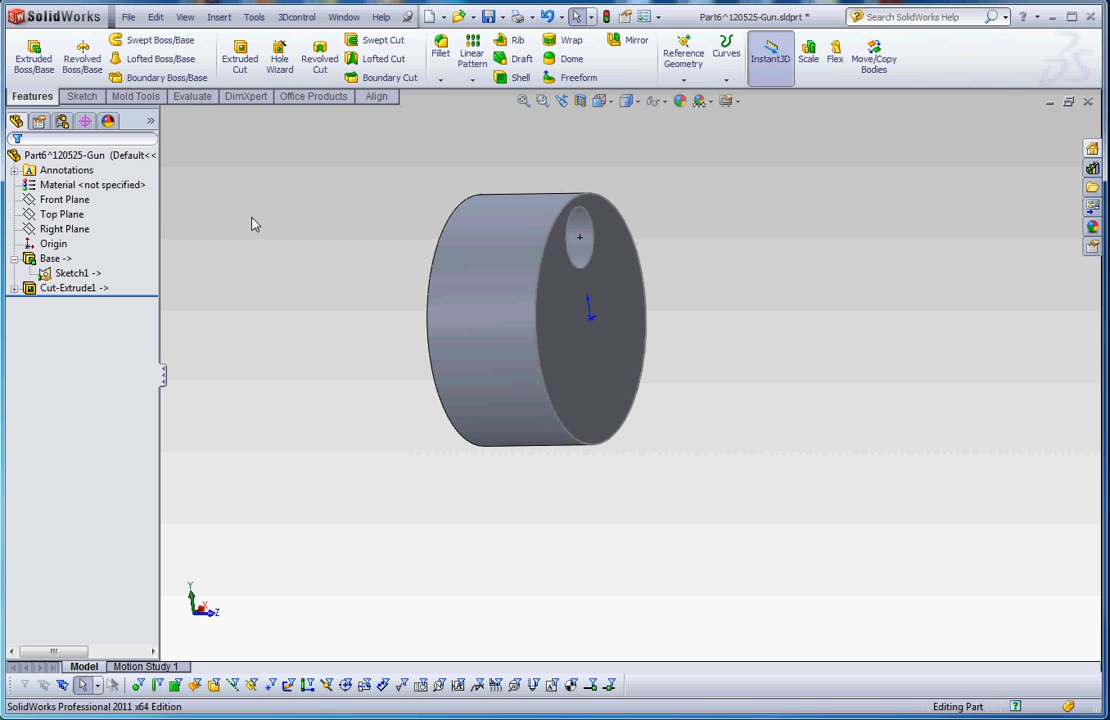 SolidWorks File Edit View Insert Tools 3Dcontrol Window Help Part6^120525-Gun.sldprt * Search SolidWorks Help
Extruded Boss/Base
Revolved Boss/Base
Swept Boss/Base
Lofted Boss/Base
Boundary Boss/Base
Extruded Cut
Hole Wizard
Revolved Cut
Swept Cut
Lofted Cut
Boundary Cut
Fillet
Linear Pattern
Rib
Draft
Shell
Wrap
Dome
Freeform
Mirror
Reference Geometry
Curves
Instant3D
Scale
Flex
Move/Copy Bodies
Features Sketch Mold Tools Evaluate DimXpert Office Products Align
Part6^120525-Gun (Default<<
Annotations
Material <not specified>
Front Plane
Top Plane
Right Plane
Origin
Base ->
Sketch1 ->
Cut-Extrude1 ->
Y
Z
Model Motion Study 1
SolidWorks Professional 2011 x64 Edition Editing Part